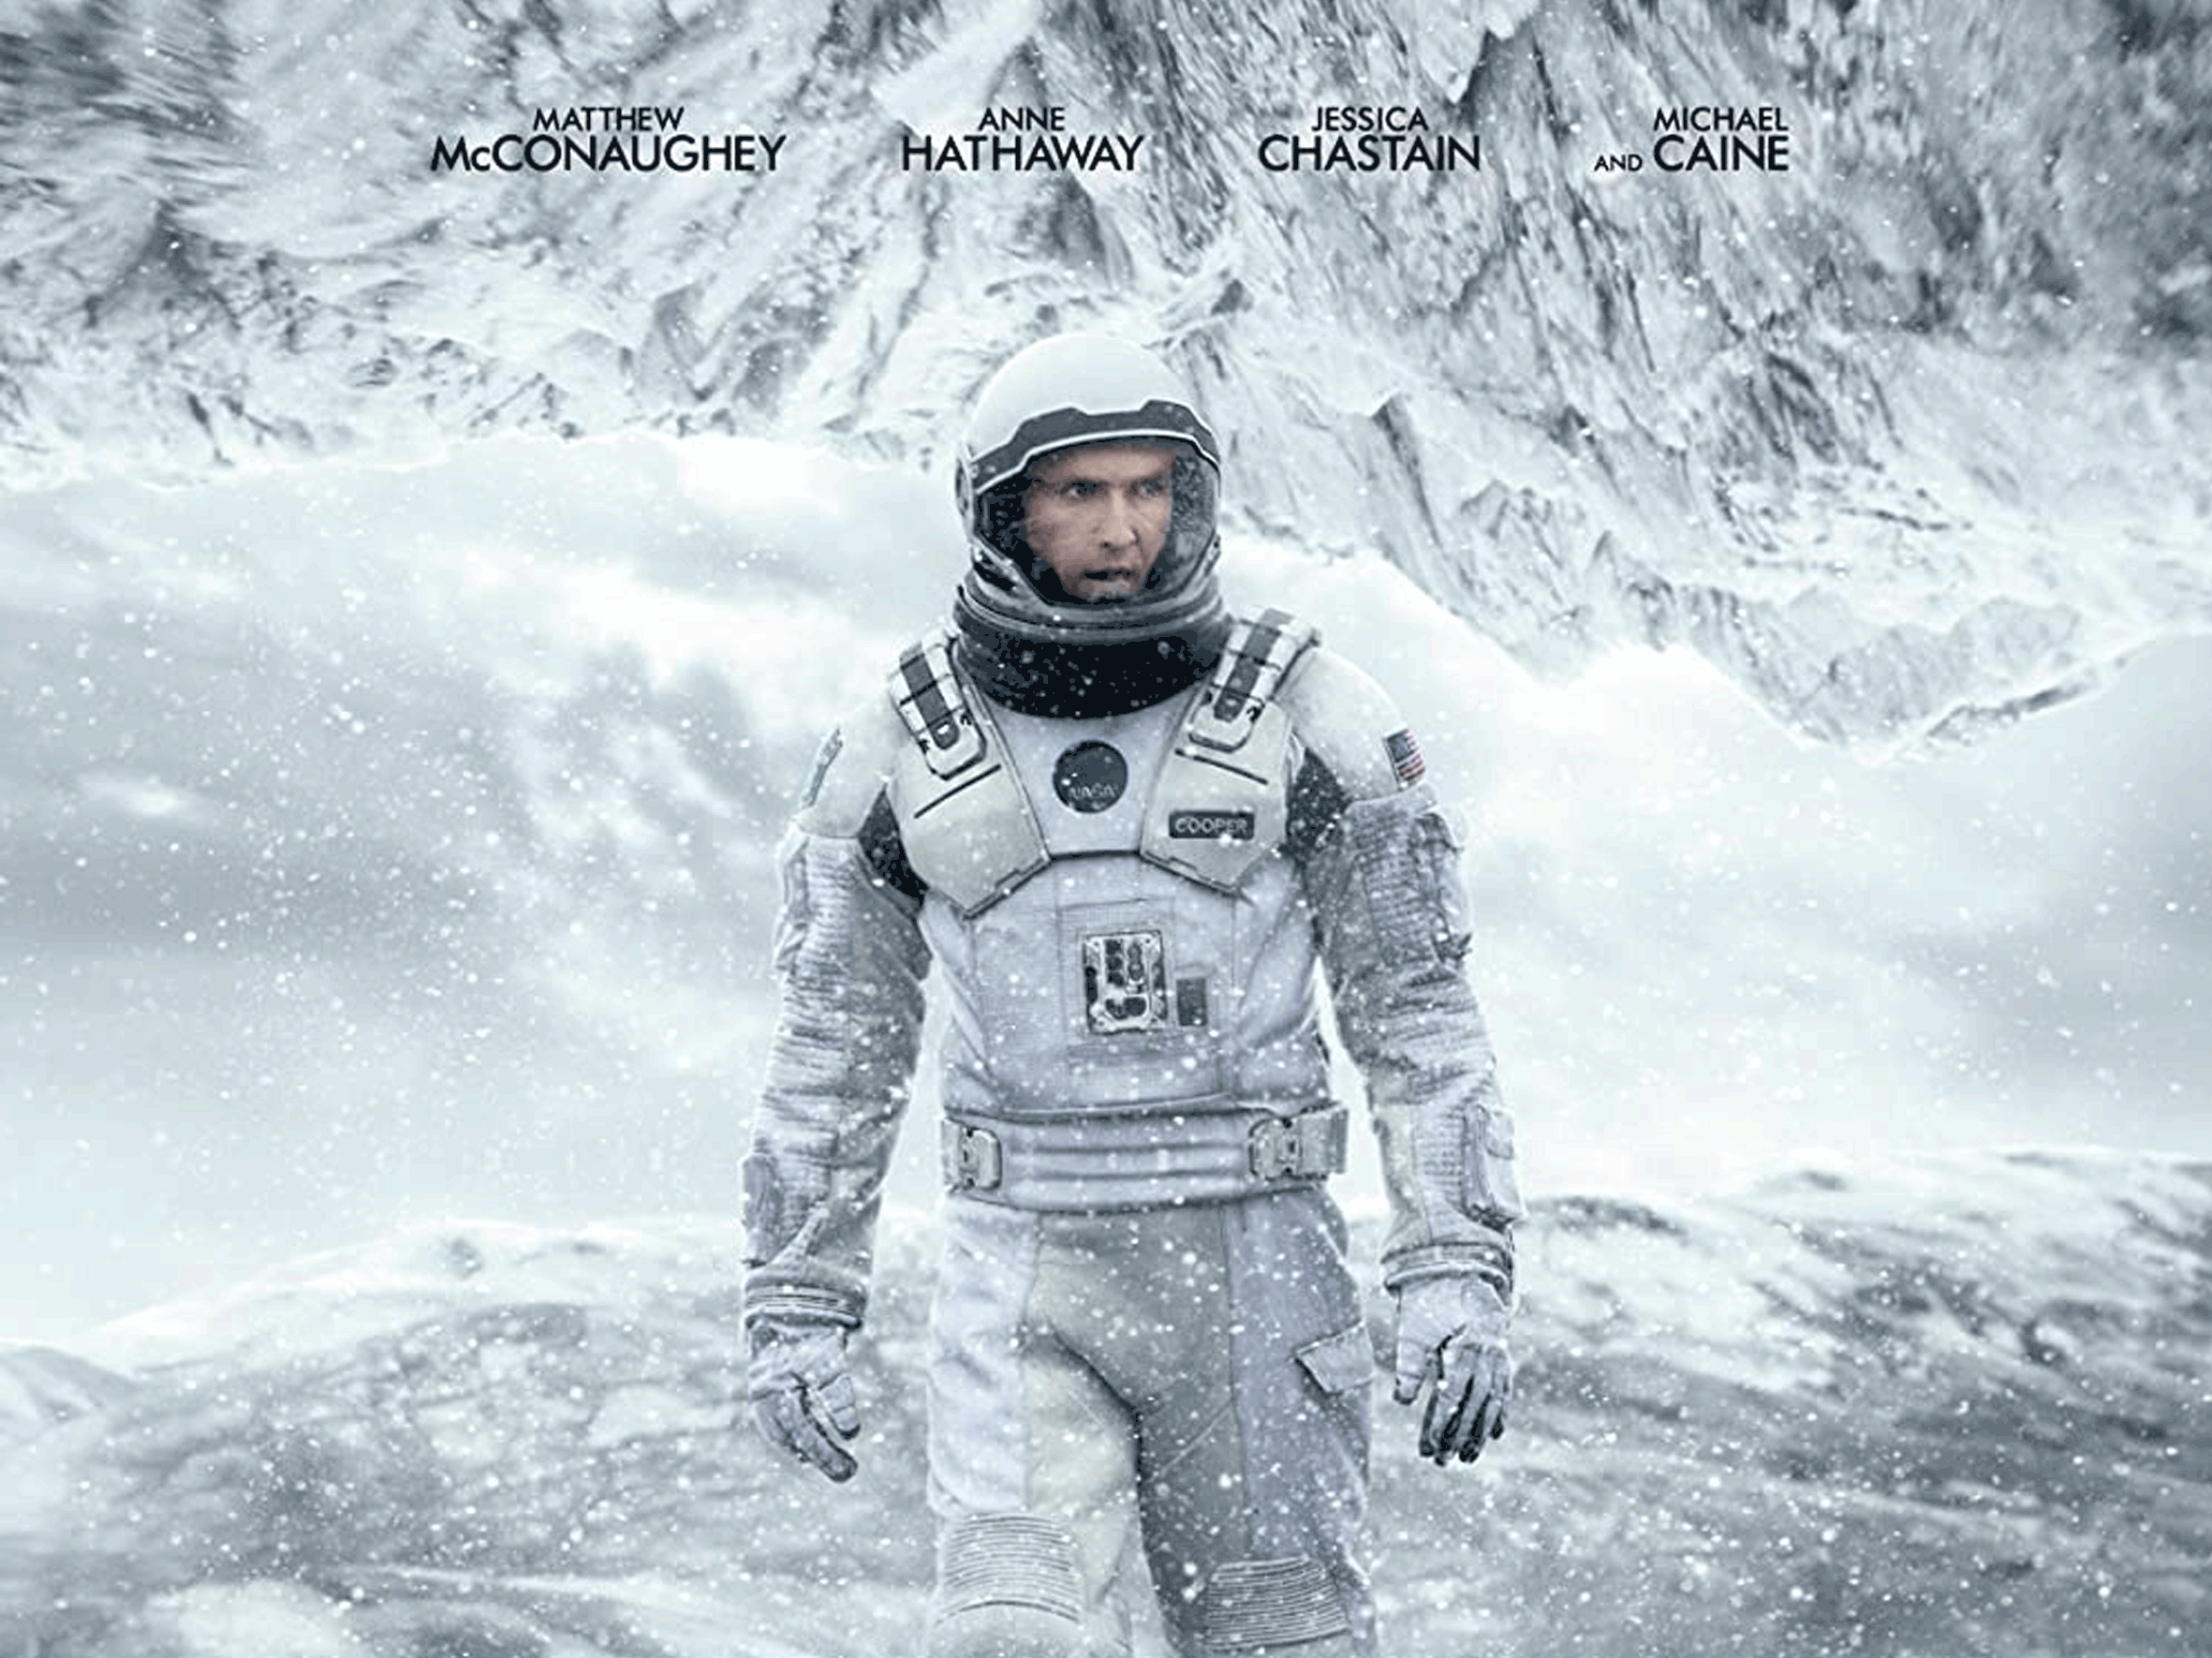 MATTHEW
McCONAUGHEY
ANNE
HATHAWAY
JESSICA
CHASTAIN
MICHAEL
AND CAINE
NASA
COOPER